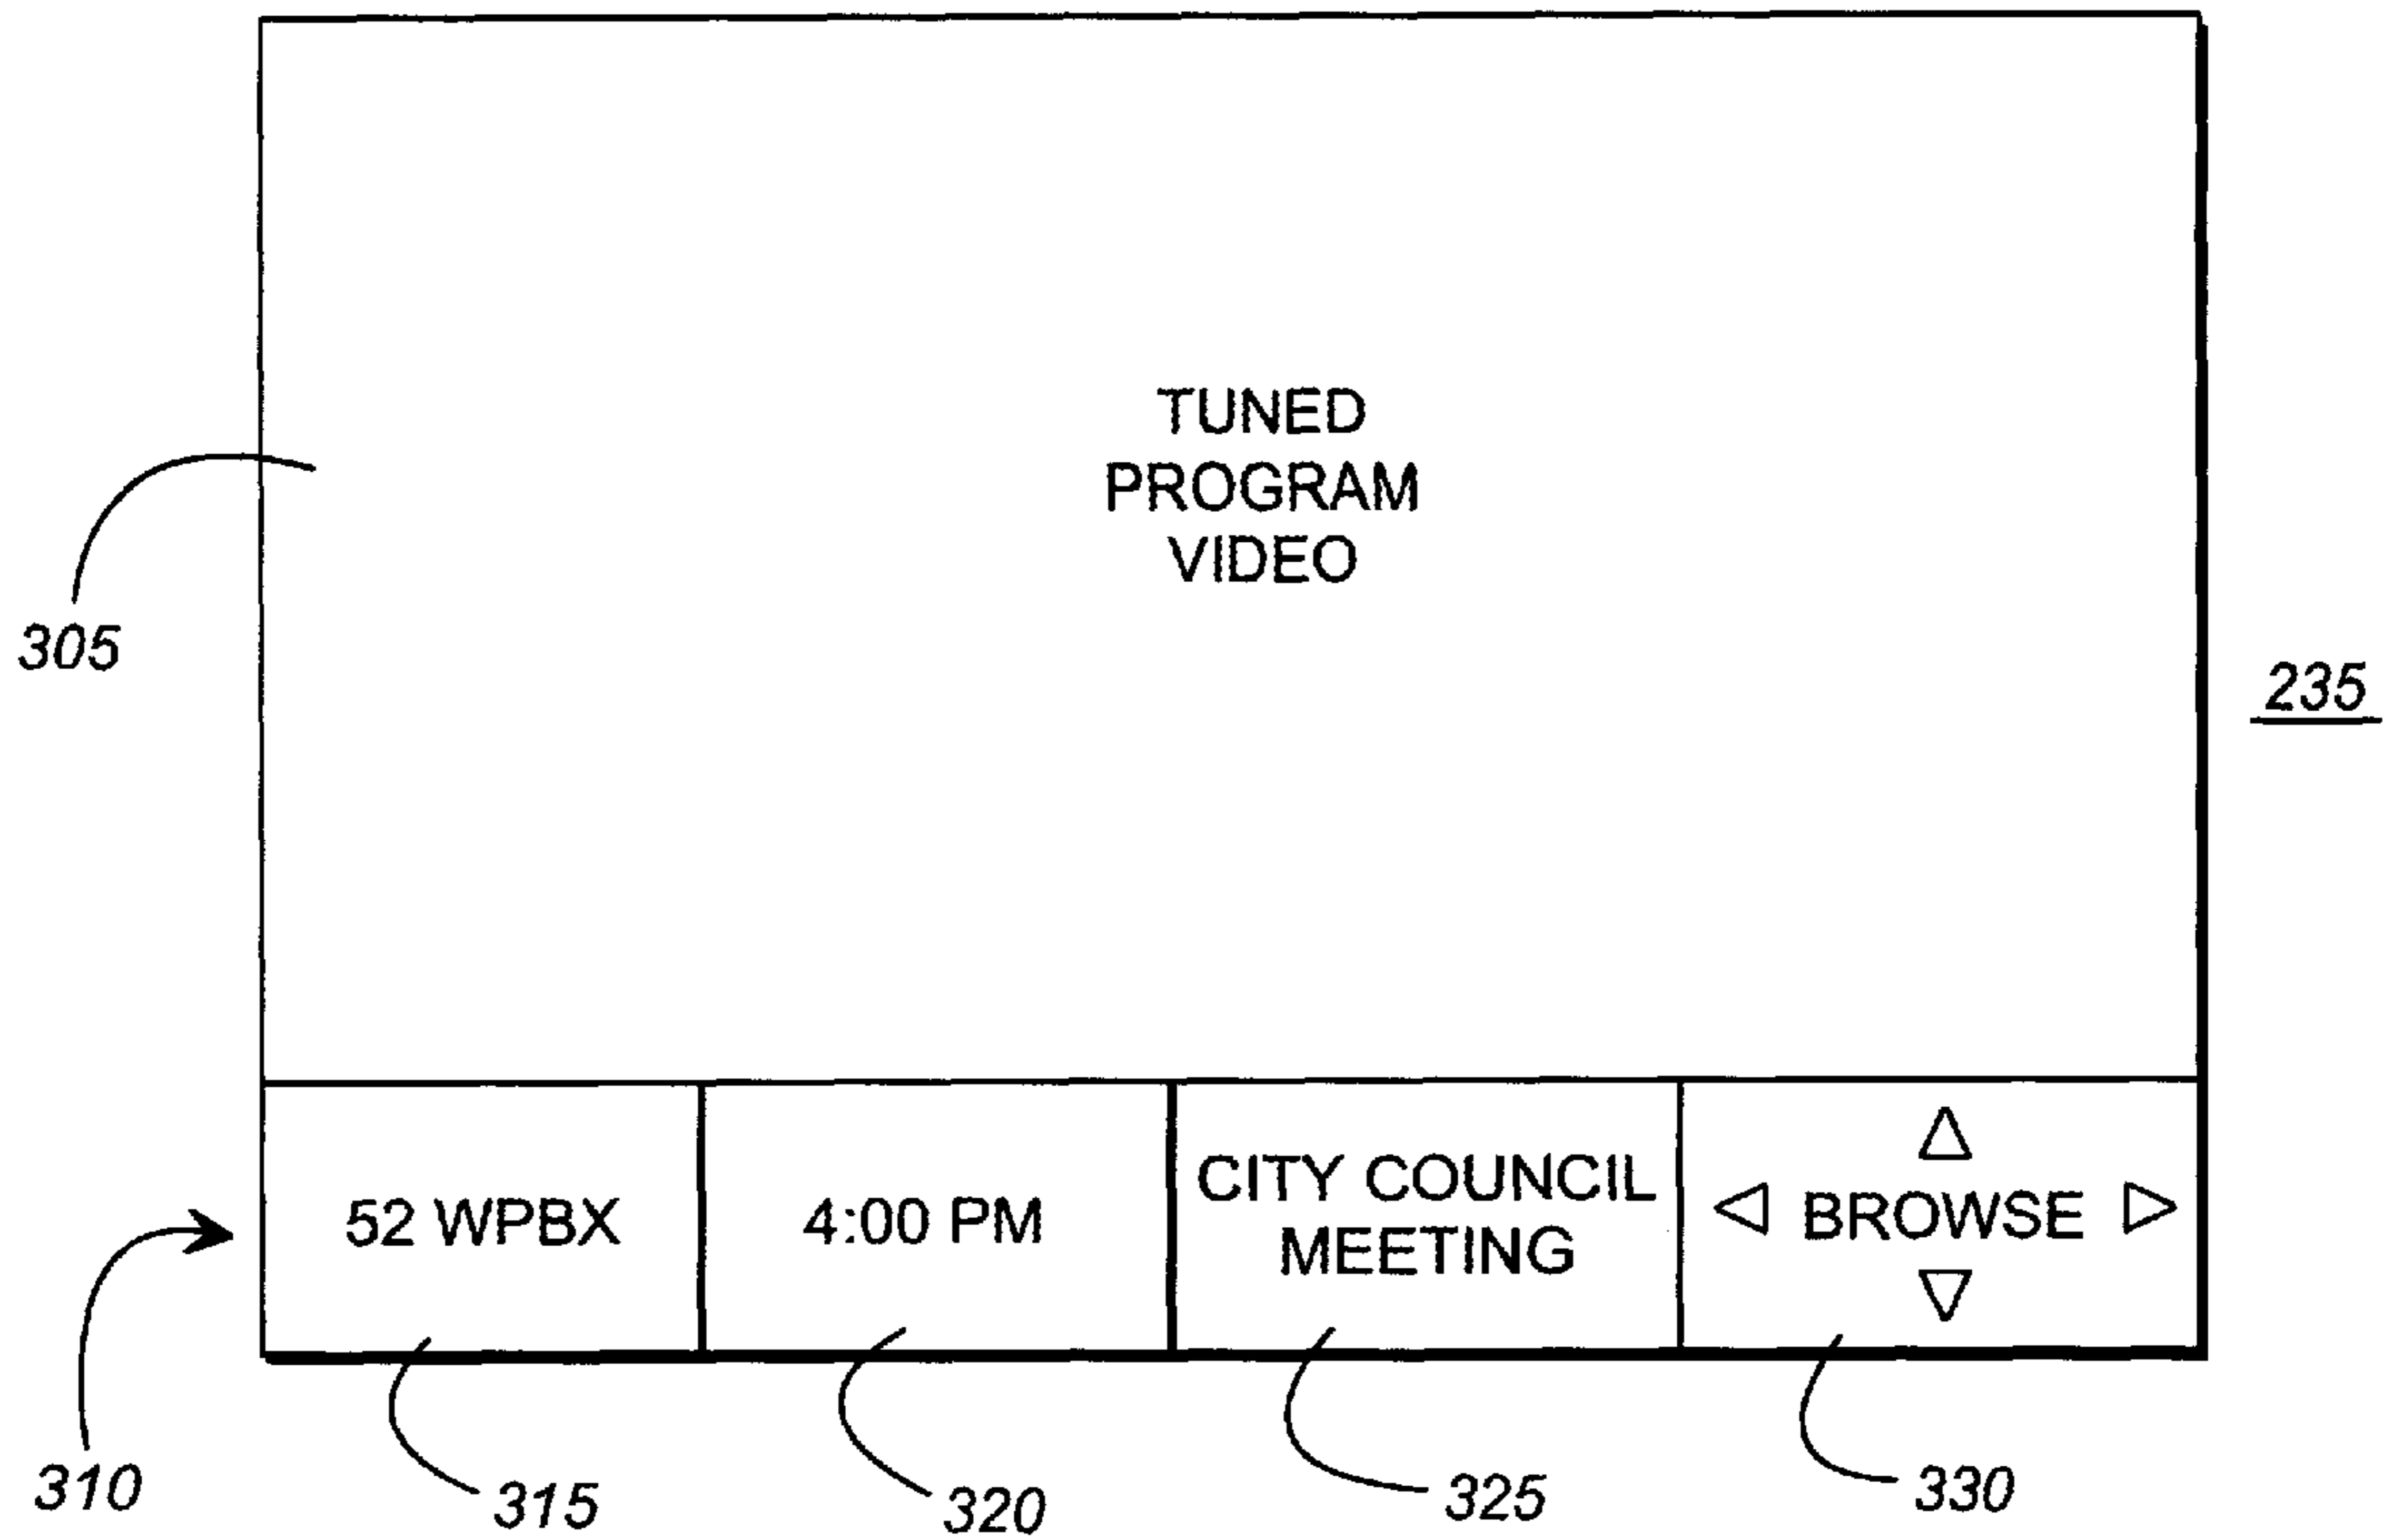 TUNED
PROGRAM
VIDEO
305
235
52 WPBX
4:00 PM
CITY COUNCIL
MEETING
BROWSE
310
315
320
325
330